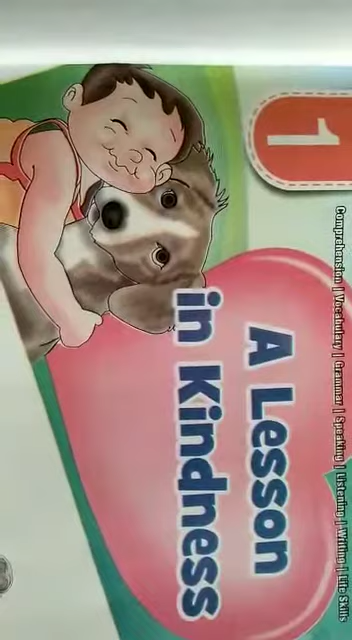 Comprehension | Vocabulary | Grammar | Speaking | Listening | Writing | Life Skills
1
A Lesson
in Kindness